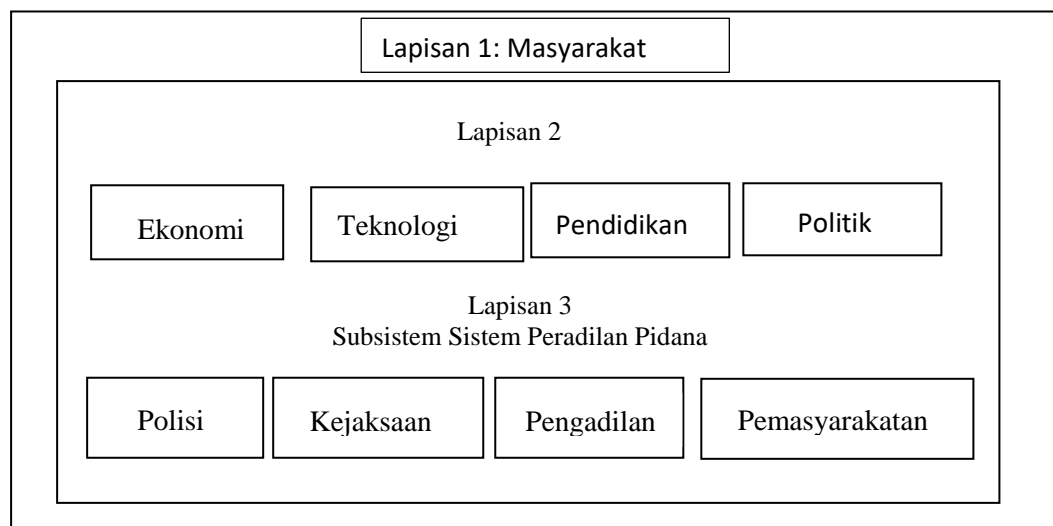 Lapisan 1: Masyarakat
Lapisan 2
Ekonomi
Teknologi
Pendidikan
Politik
Lapisan 3
Subsistem Sistem Peradilan Pidana
Polisi
Kejaksaan
Pengadilan
Pemasyarakatan